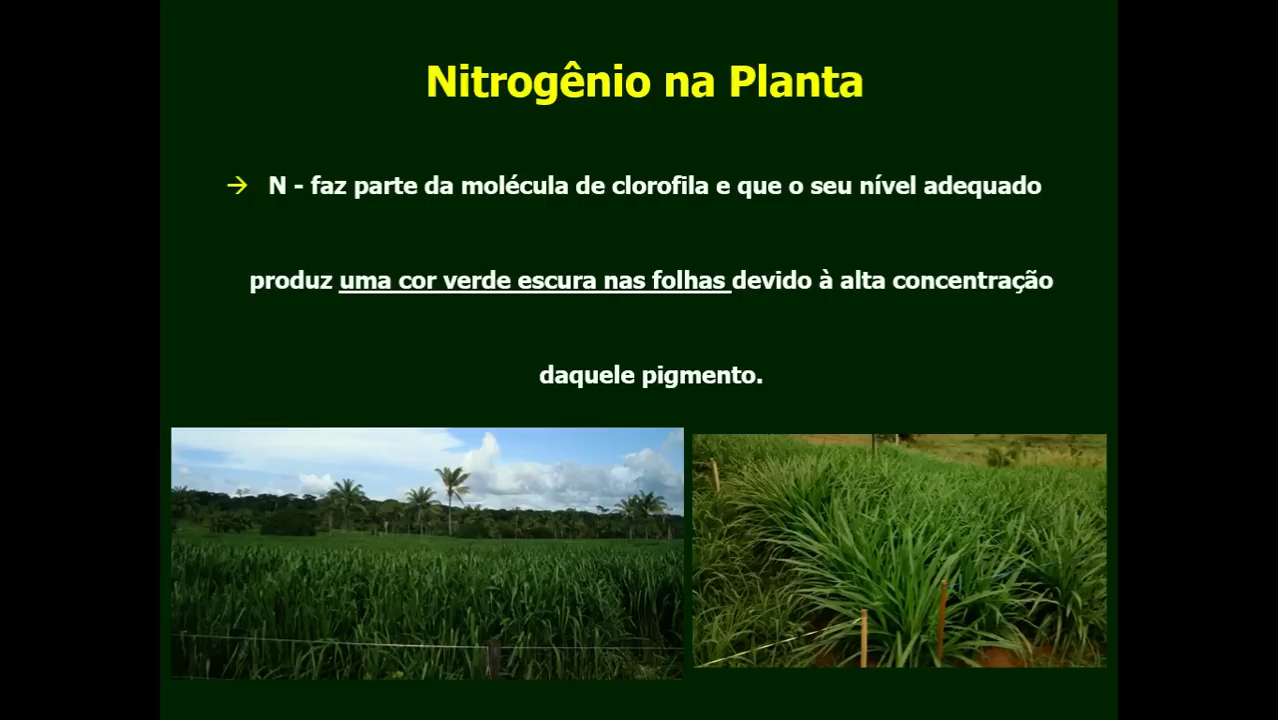 Nitrogênio na Planta
→ N - faz parte da molécula de clorofila e que o seu nível adequado
produz uma cor verde escura nas folhas devido à alta concentração
daquele pigmento.